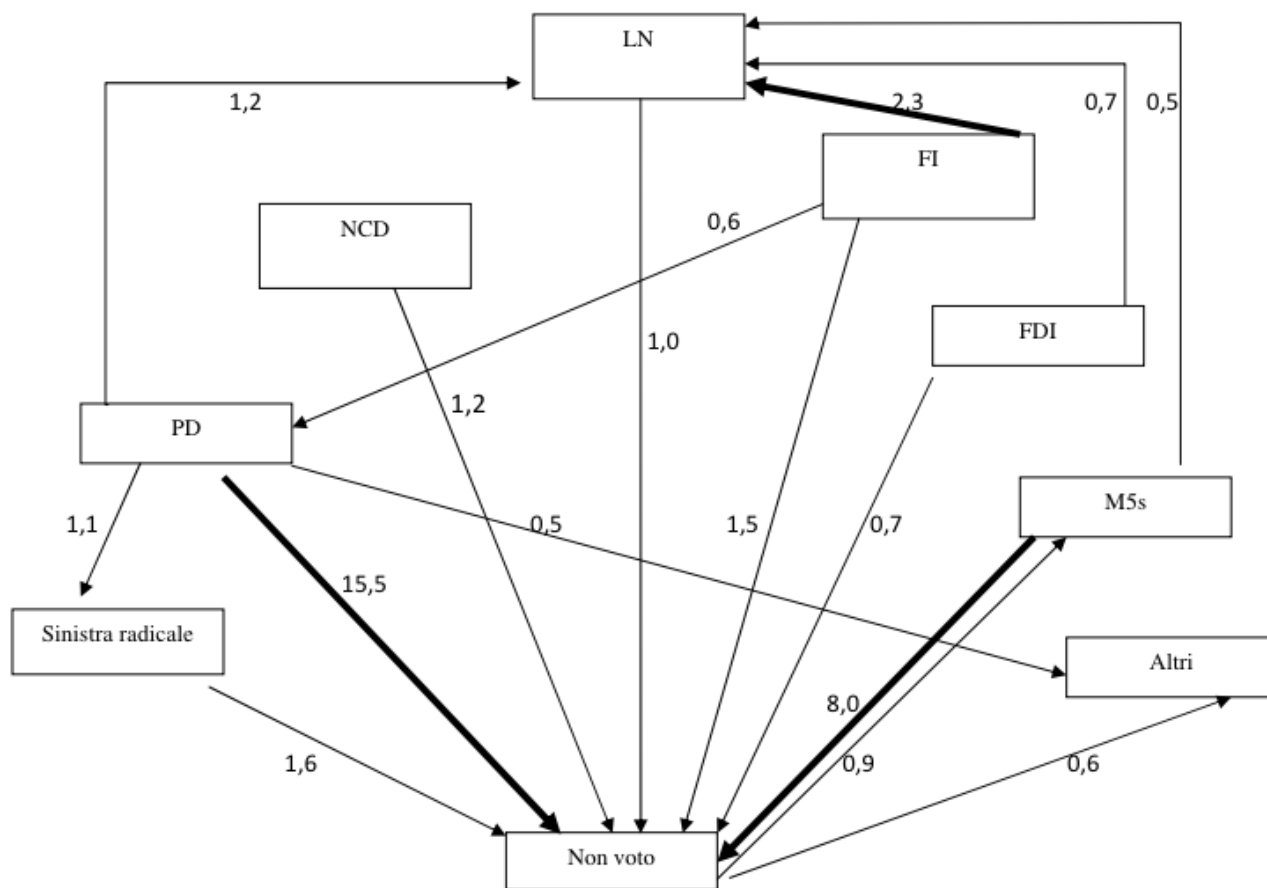 LN
1,2
2,3
0,7
0,5
FI
NCD
0,6
FDI
1,0
1,2
PD
M5s
1,1
0,5
1,5
0,7
15,5
Sinistra radicale
Altri
8,0
1,6
0,9
0,6
Non voto